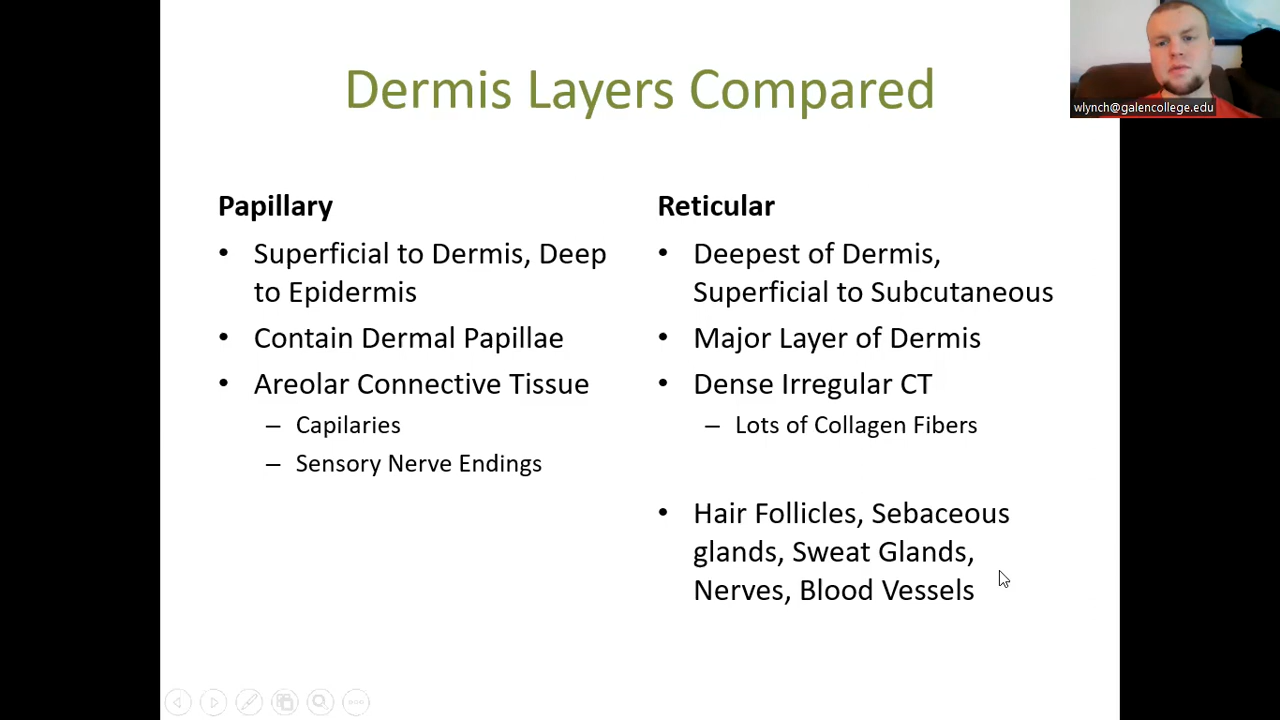 Dermis Layers Compared
wlynch@galencollege.edu
Papillary
• Superficial to Dermis, Deep
to Epidermis
• Contain Dermal Papillae
• Areolar Connective Tissue
– Capilaries
– Sensory Nerve Endings
Reticular
• Deepest of Dermis,
Superficial to Subcutaneous
• Major Layer of Dermis
• Dense Irregular CT
– Lots of Collagen Fibers
• Hair Follicles, Sebaceous
glands, Sweat Glands,
Nerves, Blood Vessels